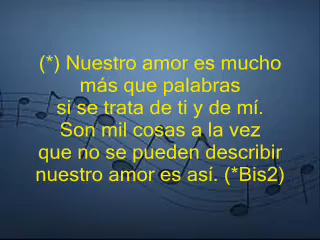 (*) Nuestro amor es mucho
más que palabras
si se trata de ti y de mí.
Son mil cosas a la vez
que no se pueden describir
nuestro amor es así. (*Bis2)